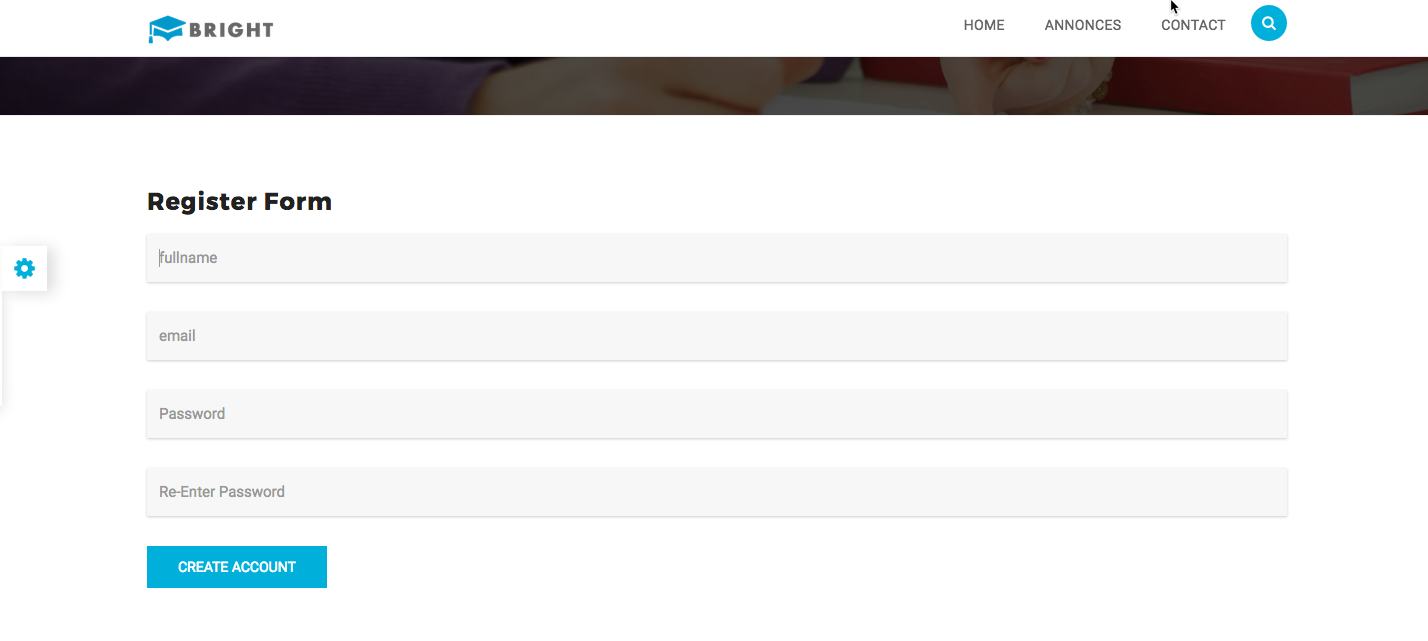 BRIGHT
HOME ANNONCES CONTACT
Register Form
fullname
email
Password
Re-Enter Password
CREATE ACCOUNT